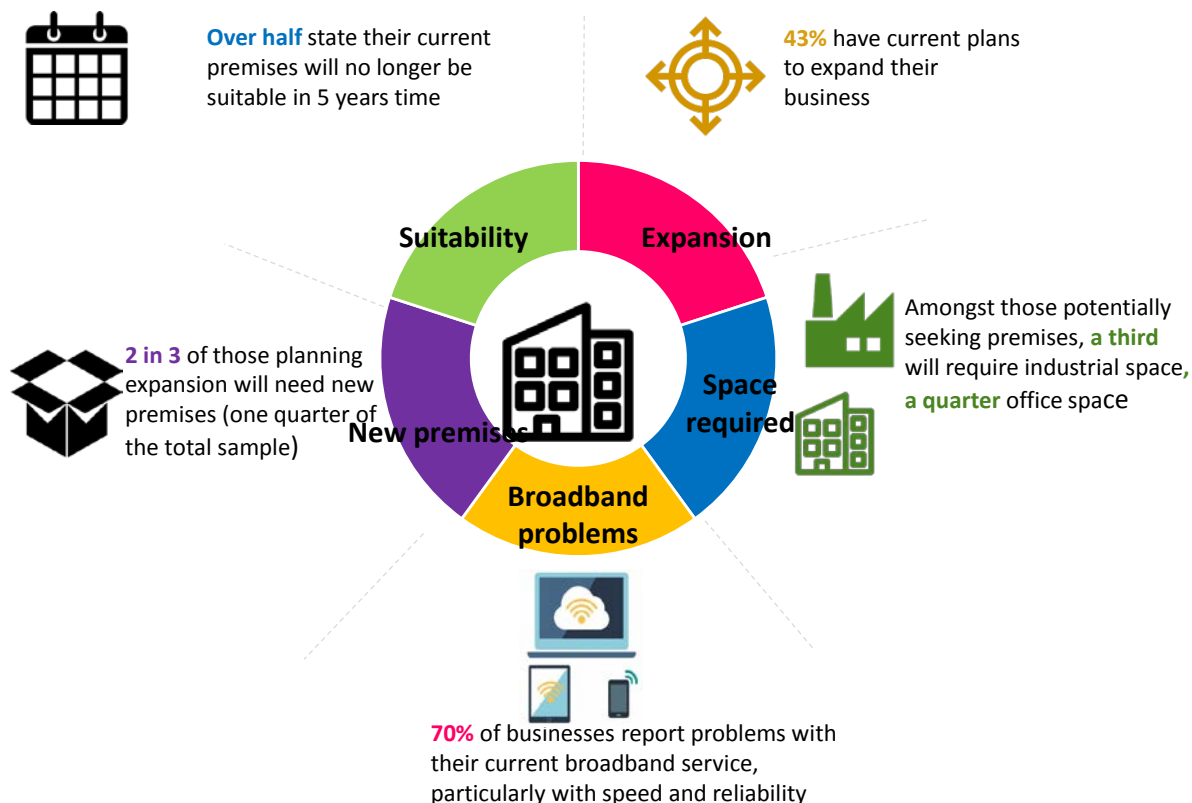 Over half state their current
premises will no longer be
suitable in 5 years time
43% have current plans
to expand their
business
Suitability
Expansion
Amongst those potentially
seeking premises, a third
will require industrial space,
a quarter office space
2 in 3 of those planning
expansion will need new
premises (one quarter of
the total sample)
New premises
Space
required
Broadband
problems
70% of businesses report problems with
their current broadband service,
particularly with speed and reliability